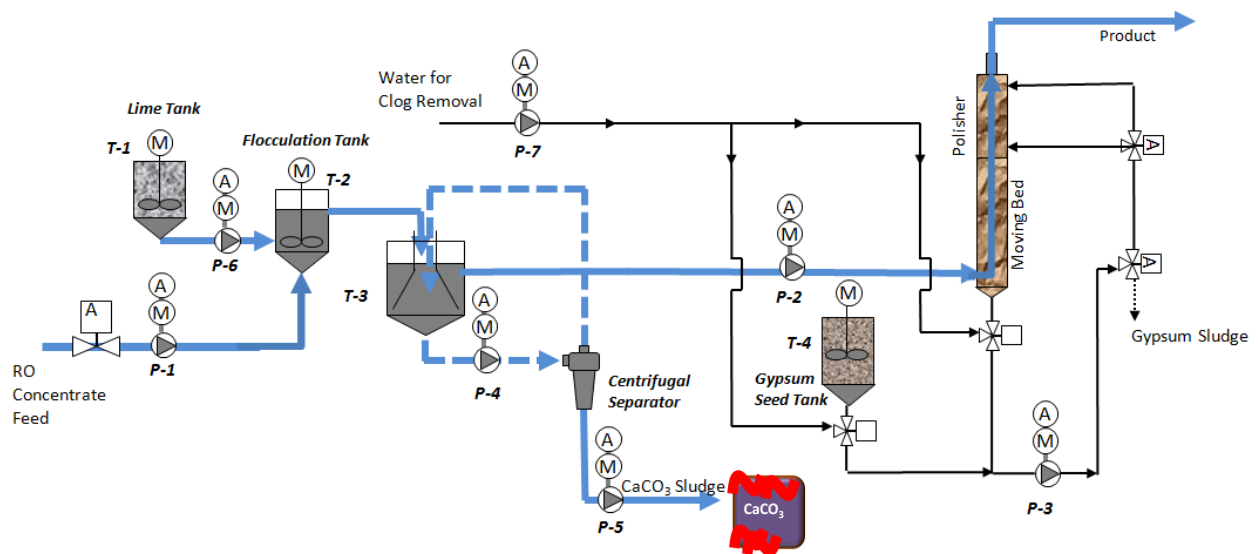 Product
Water for
Clog Removal
A
M
P-7
Lime Tank
M
T-1
Flocculation Tank
M
T-2
A
M
P-6
Polisher
Moving Bed
A
A
A
M
P-2
T-3
A
A
M
P-1
RO
Concentrate
Feed
A
M
P-4
Centrifugal
Separator
M
T-4
Gypsum
Seed Tank
Gypsum Sludge
A
M
P-3
A
M
P-5
CaCO₃ Sludge
CaCO₃